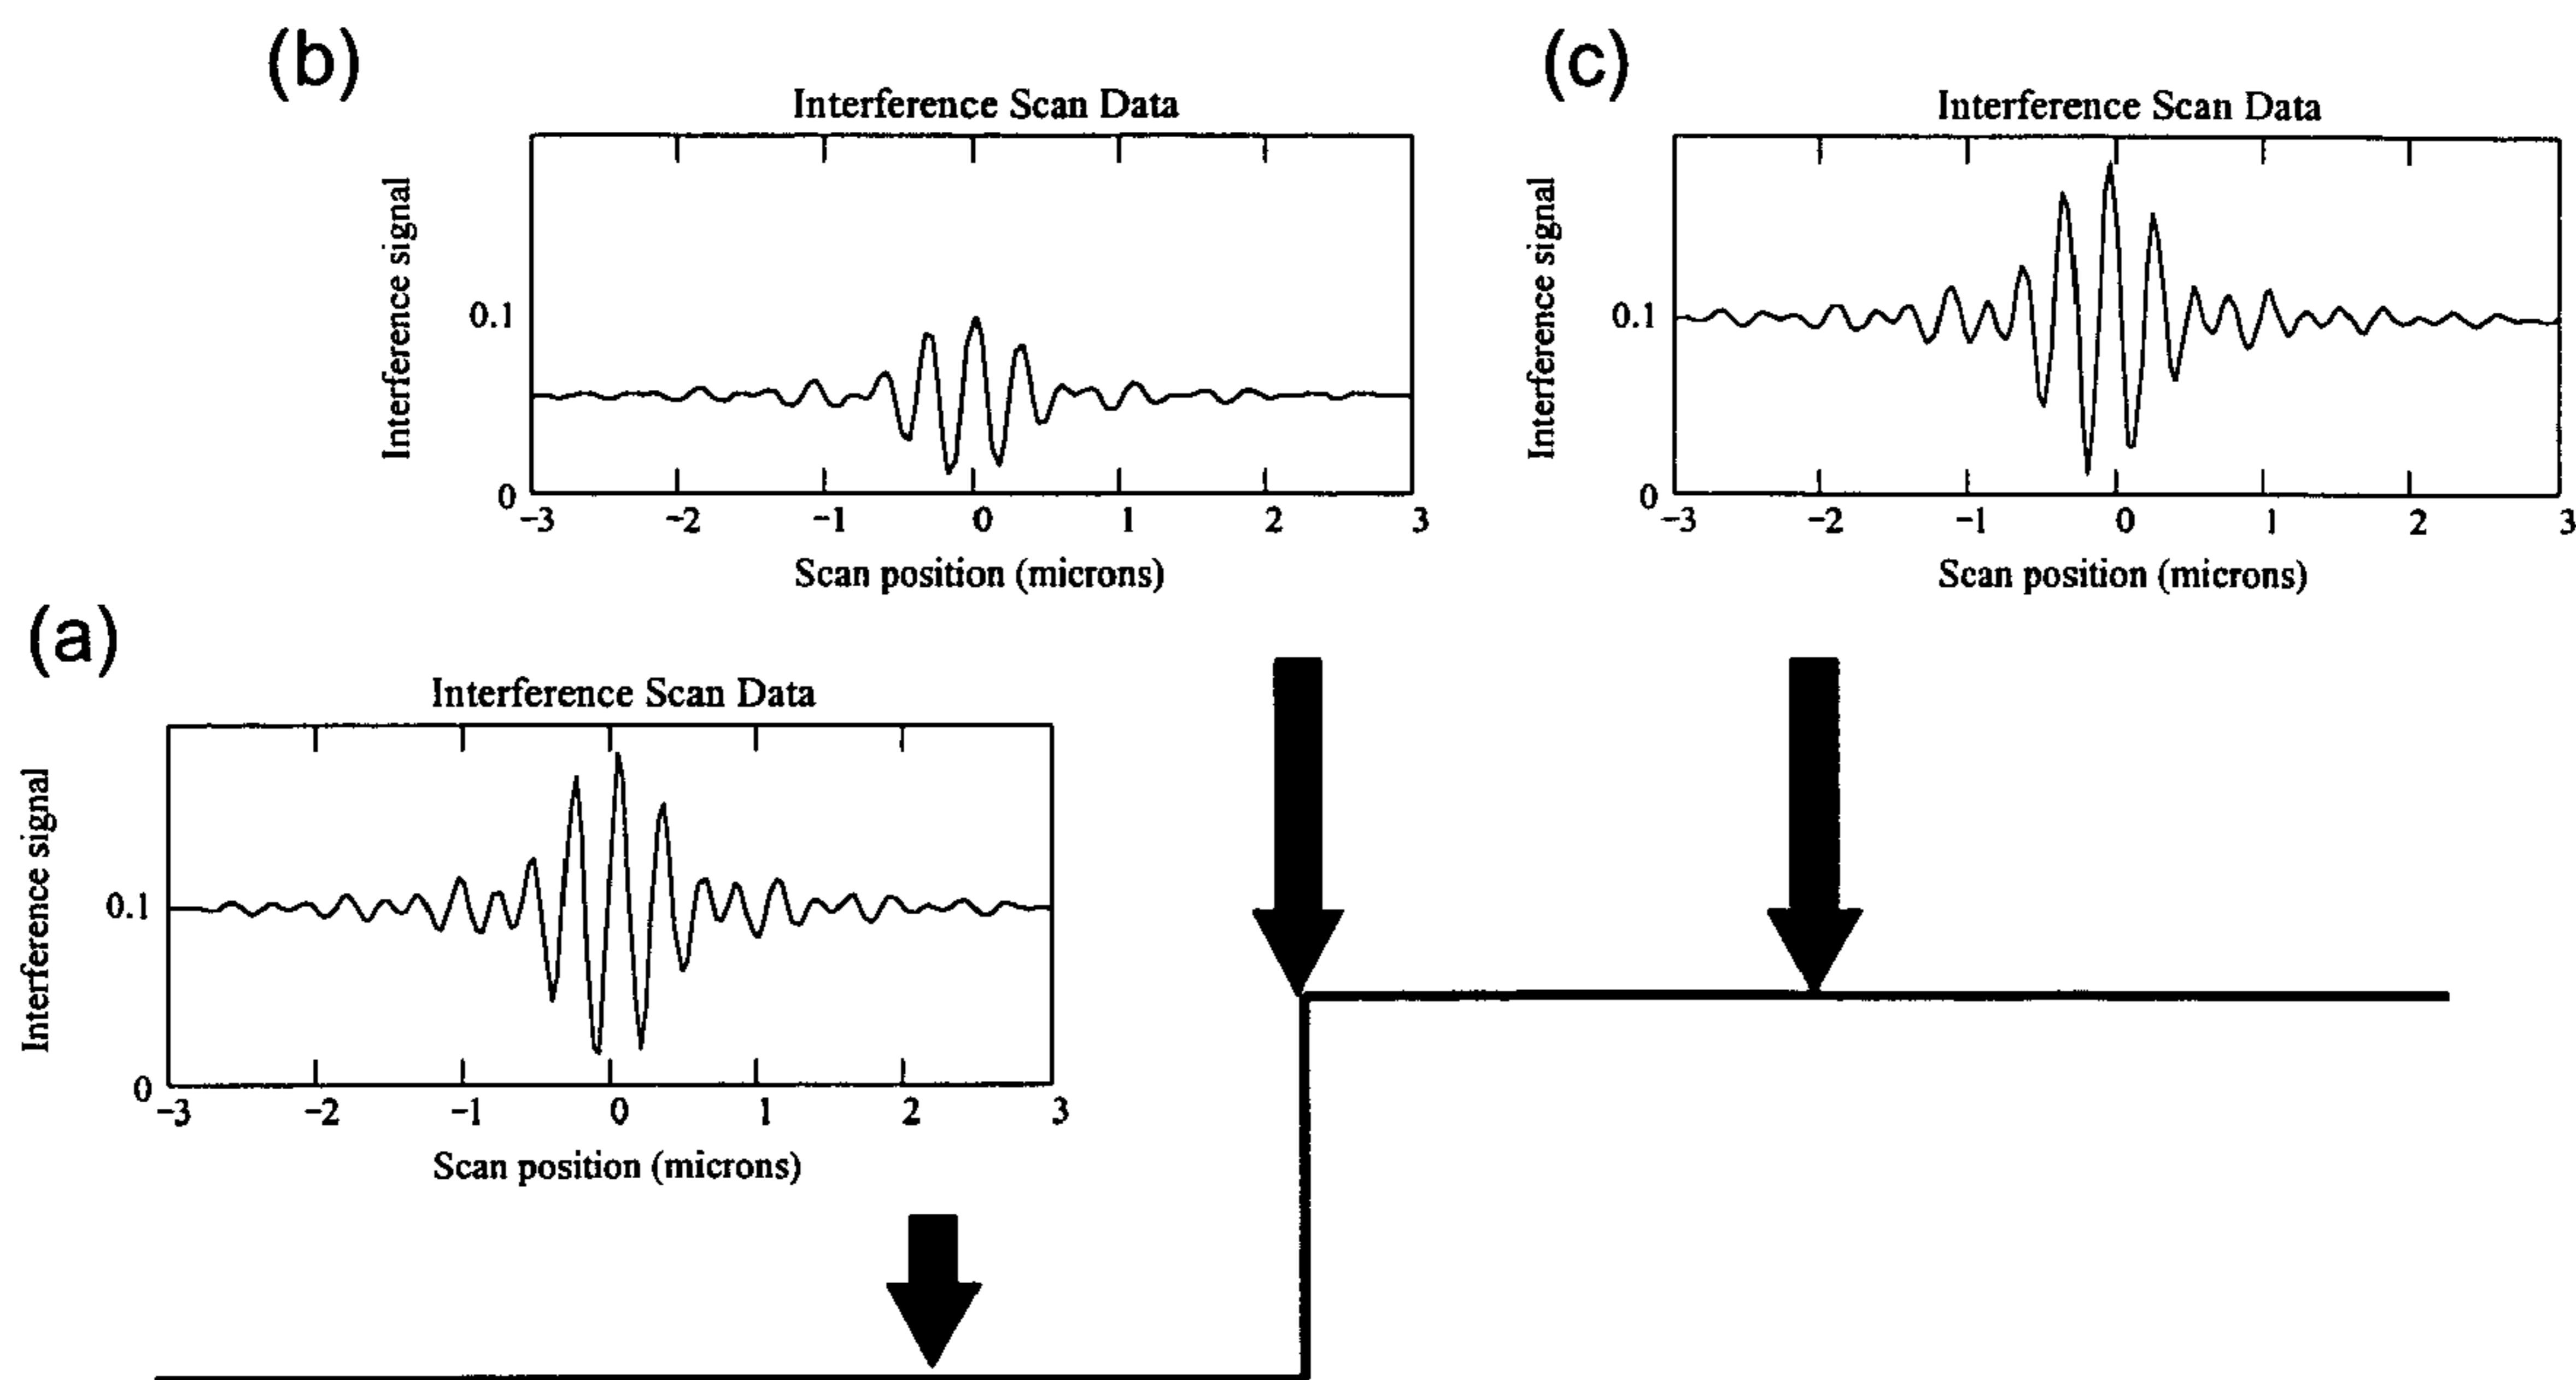 (b)
Interference Scan Data
Interference signal
0.1
0
−3 −2 −1 0 1 2 3
Scan position (microns)
(c)
Interference Scan Data
Interference signal
0.1
0
−3 −2 −1 0 1 2 3
Scan position (microns)
(a)
Interference Scan Data
Interference signal
0.1
0
−3 −2 −1 0 1 2 3
Scan position (microns)